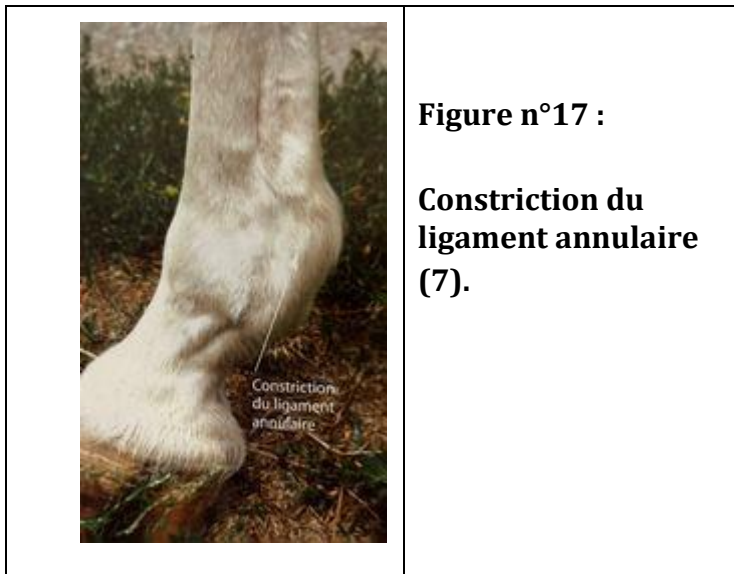 Figure n°17 :
Constriction du
ligament annulaire
(7).
Constriction
du ligament
annulaire